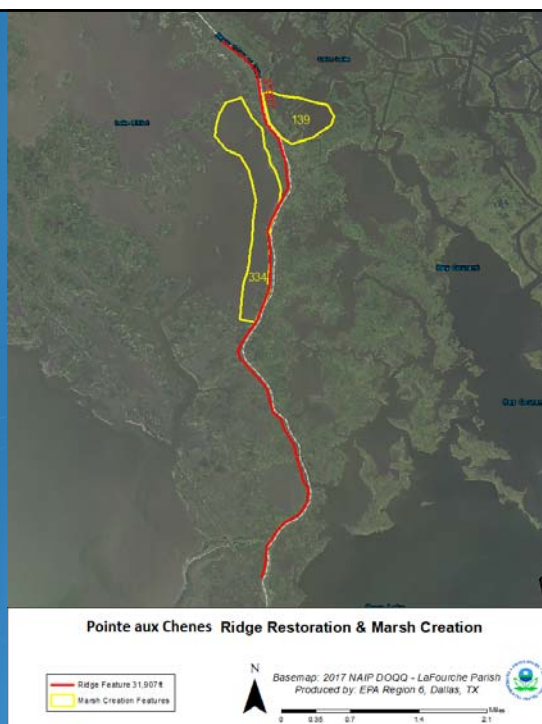 139
334
Pointe aux Chenes Ridge Restoration & Marsh Creation
Ridge Feature 31,907ft
Marsh Creation Features
N
Basemap: 2017 NAIP DOQQ - LaFourche Parish
Produced by: EPA Region 6, Dallas, TX
Miles
0 0.35 0.7 1.4 2.1